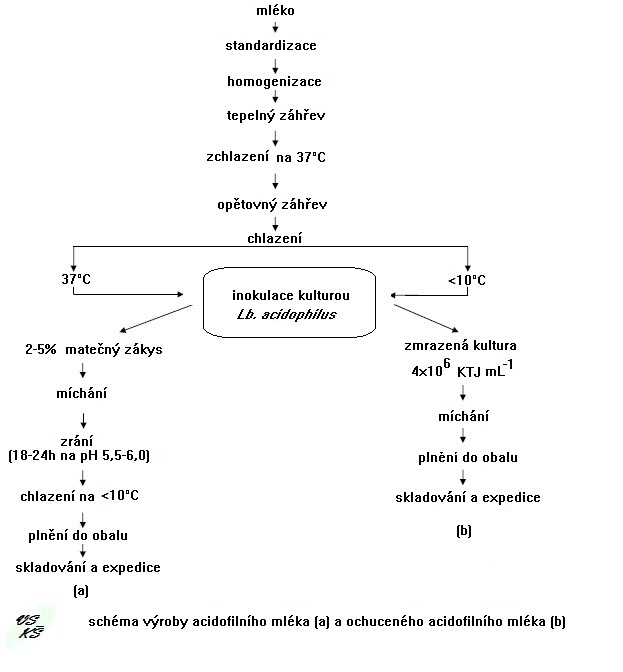 mléko
standardizace
homogenizace
tepelný záhřev
zchlazení na 37°C
opětovný záhřev
chlazení
37°C
<10°C
inokulace kulturou
Lb. acidophilus
2-5% matečný zákys
míchání
zrání
(18-24h na pH 5,5-6,0)
chlazení na <10°C
plnění do obalu
skladování a expedice
(a)
zmrazená kultura
4x10⁶ KTJ mL⁻¹
míchání
plnění do obalu
skladování a expedice
(b)
VŠ
KŠ
schéma výroby acidofilního mléka (a) a ochuceného acidofilního mléka (b)